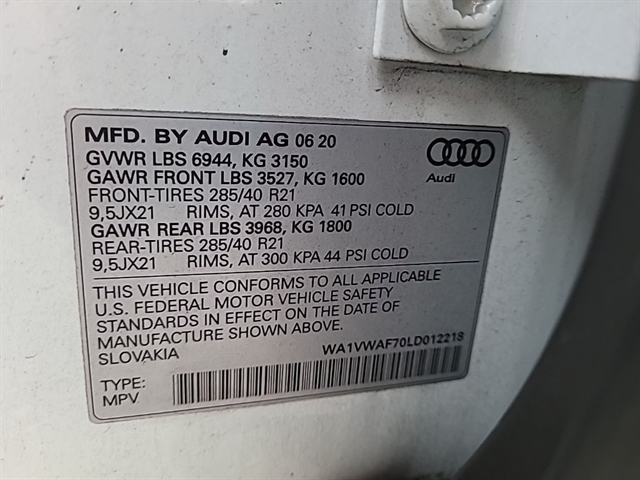 MFD. BY AUDI AG 06 20
GVWR LBS 6944, KG 3150
GAWR FRONT LBS 3527, KG 1600
FRONT-TIRES 285/40 R21
9,5JX21 RIMS, AT 280 KPA 41 PSI COLD
GAWR REAR LBS 3968, KG 1800
REAR-TIRES 285/40 R21
9,5JX21 RIMS, AT 300 KPA 44 PSI COLD
Audi
THIS VEHICLE CONFORMS TO ALL APPLICABLE
U.S. FEDERAL MOTOR VEHICLE SAFETY
STANDARDS IN EFFECT ON THE DATE OF
MANUFACTURE SHOWN ABOVE.
SLOVAKIA
WA1VWAF70LD012218
TYPE:
MPV